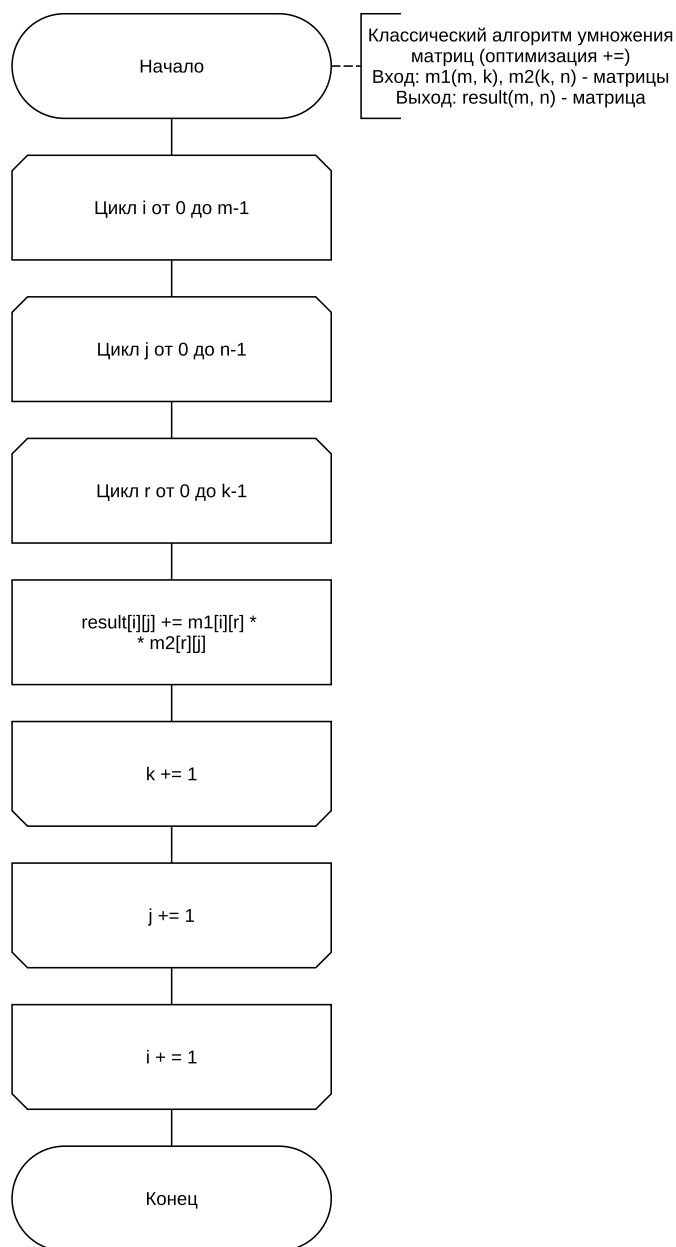 Начало
Классический алгоритм умножения
матриц (оптимизация +=)
Вход: m1(m, k), m2(k, n) - матрицы
Выход: result(m, n) - матрица
Цикл i от 0 до m-1
Цикл j от 0 до n-1
Цикл r от 0 до k-1
result[i][j] += m1[i][r] *
* m2[r][j]
k += 1
j += 1
i + = 1
Конец